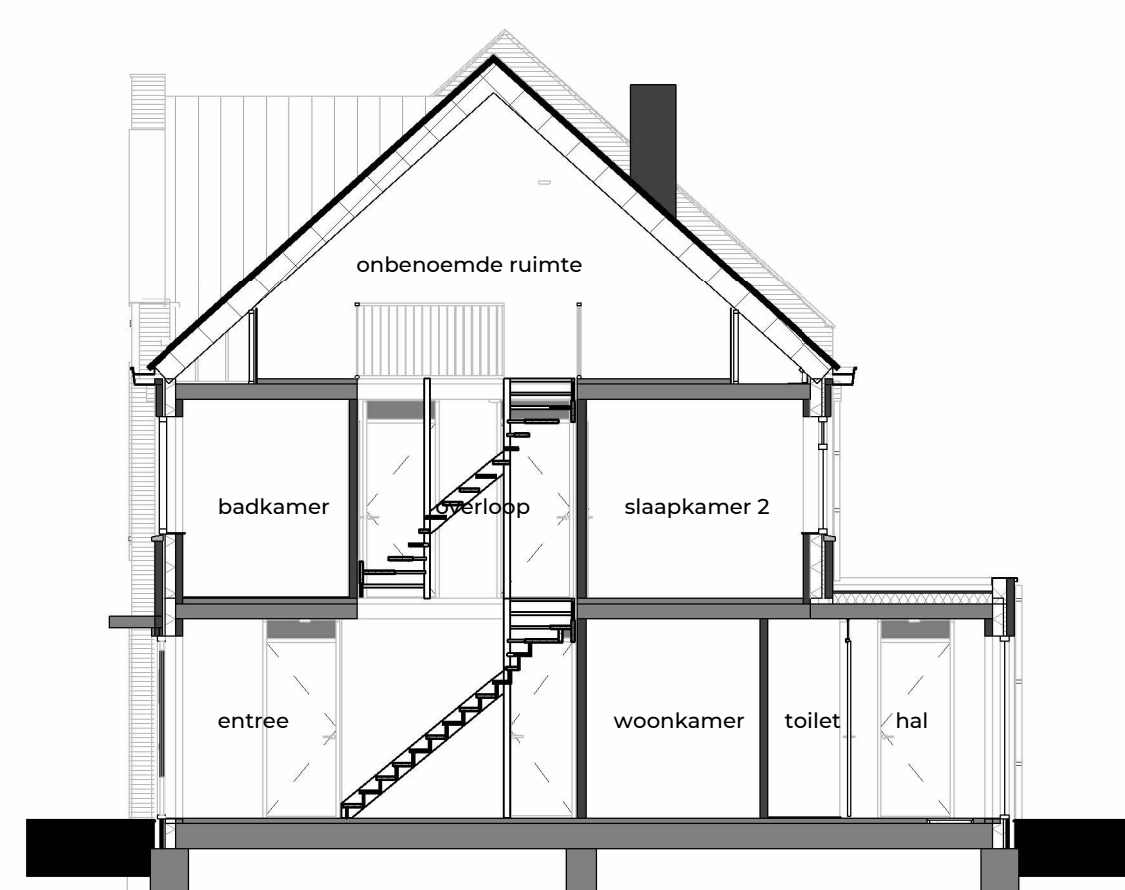 onbenoemde ruimte
badkamer
overloop
slaapkamer 2
entree
woonkamer
toilet
hal